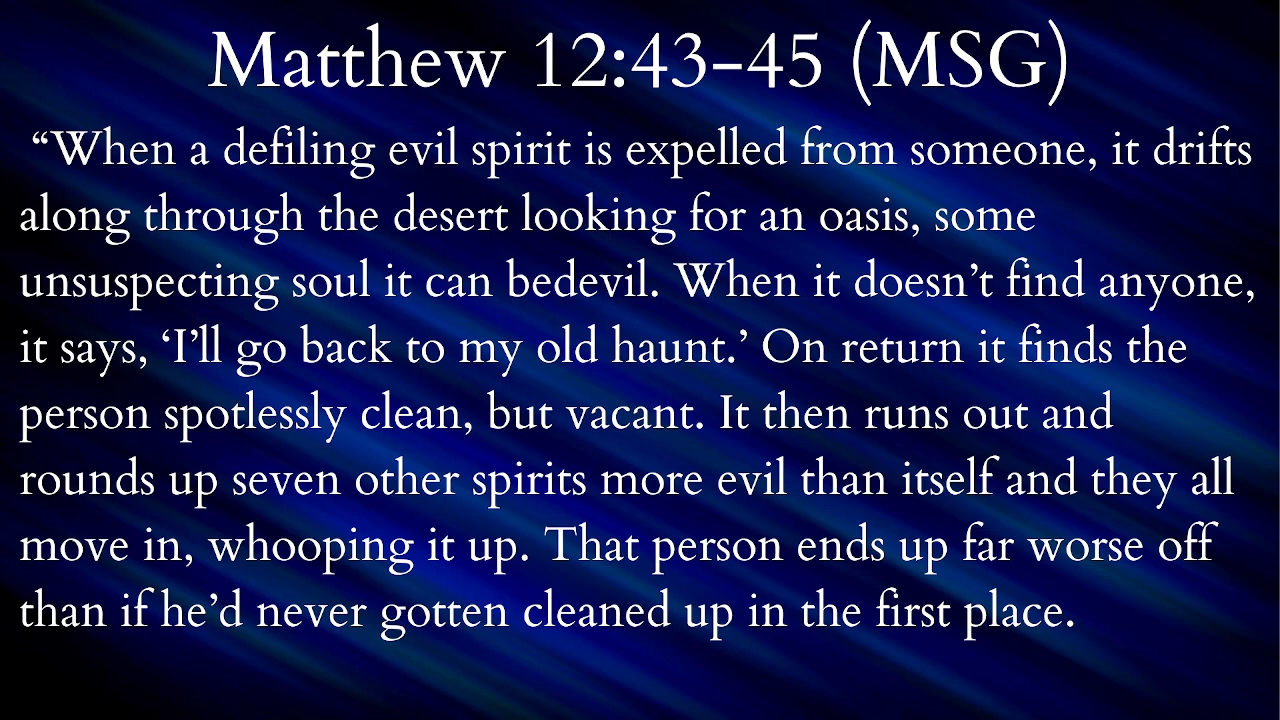 Matthew 12:43-45 (MSG)
“When a defiling evil spirit is expelled from someone, it drifts
along through the desert looking for an oasis, some
unsuspecting soul it can bedevil. When it doesn’t find anyone,
it says, ‘I’ll go back to my old haunt.’ On return it finds the
person spotlessly clean, but vacant. It then runs out and
rounds up seven other spirits more evil than itself and they all
move in, whooping it up. That person ends up far worse off
than if he’d never gotten cleaned up in the first place.